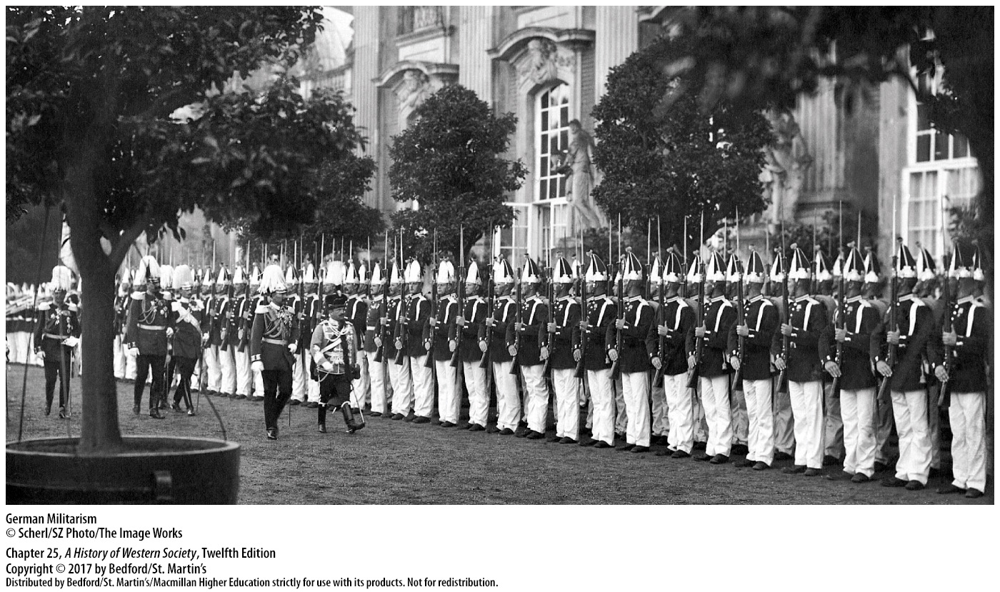 German Militarism
© Scherl/SZ Photo/The Image Works
Chapter 25, A History of Western Society, Twelfth Edition
Copyright © 2017 by Bedford/St. Martin’s
Distributed by Bedford/St. Martin’s/Macmillan Higher Education strictly for use with its products. Not for redistribution.